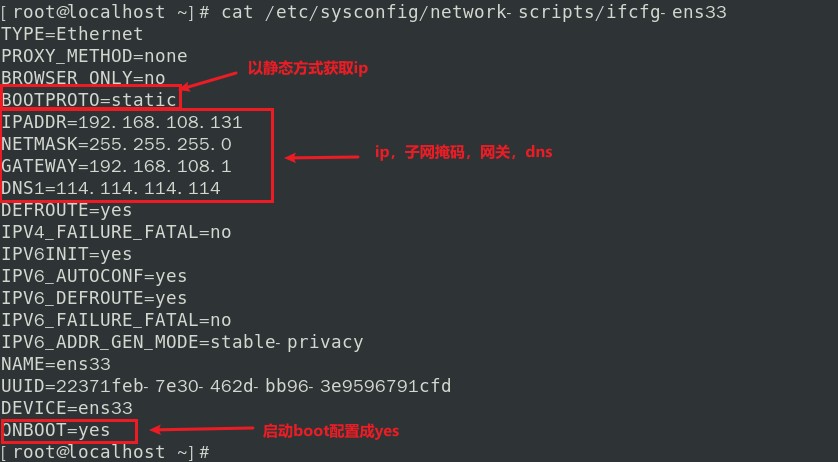 [root@localhost ~]# cat /etc/sysconfig/network-scripts/ifcfg-ens33
TYPE=Ethernet
PROXY_METHOD=none
BROWSER_ONLY=no
以静态方式获取ip
BOOTPROTO=static
IPADDR=192.168.108.131
NETMASK=255.255.255.0
ip，子网掩码，网关，dns
GATEWAY=192.168.108.1
DNS1=114.114.114.114
DEFROUTE=yes
IPV4_FAILURE_FATAL=no
IPV6INIT=yes
IPV6_AUTOCONF=yes
IPV6_DEFROUTE=yes
IPV6_FAILURE_FATAL=no
IPV6_ADDR_GEN_MODE=stable-privacy
NAME=ens33
UUID=22371feb-7e30-462d-bb96-3e9596791cfd
DEVICE=ens33
ONBOOT=yes
启动boot配置成yes
[root@localhost ~]#